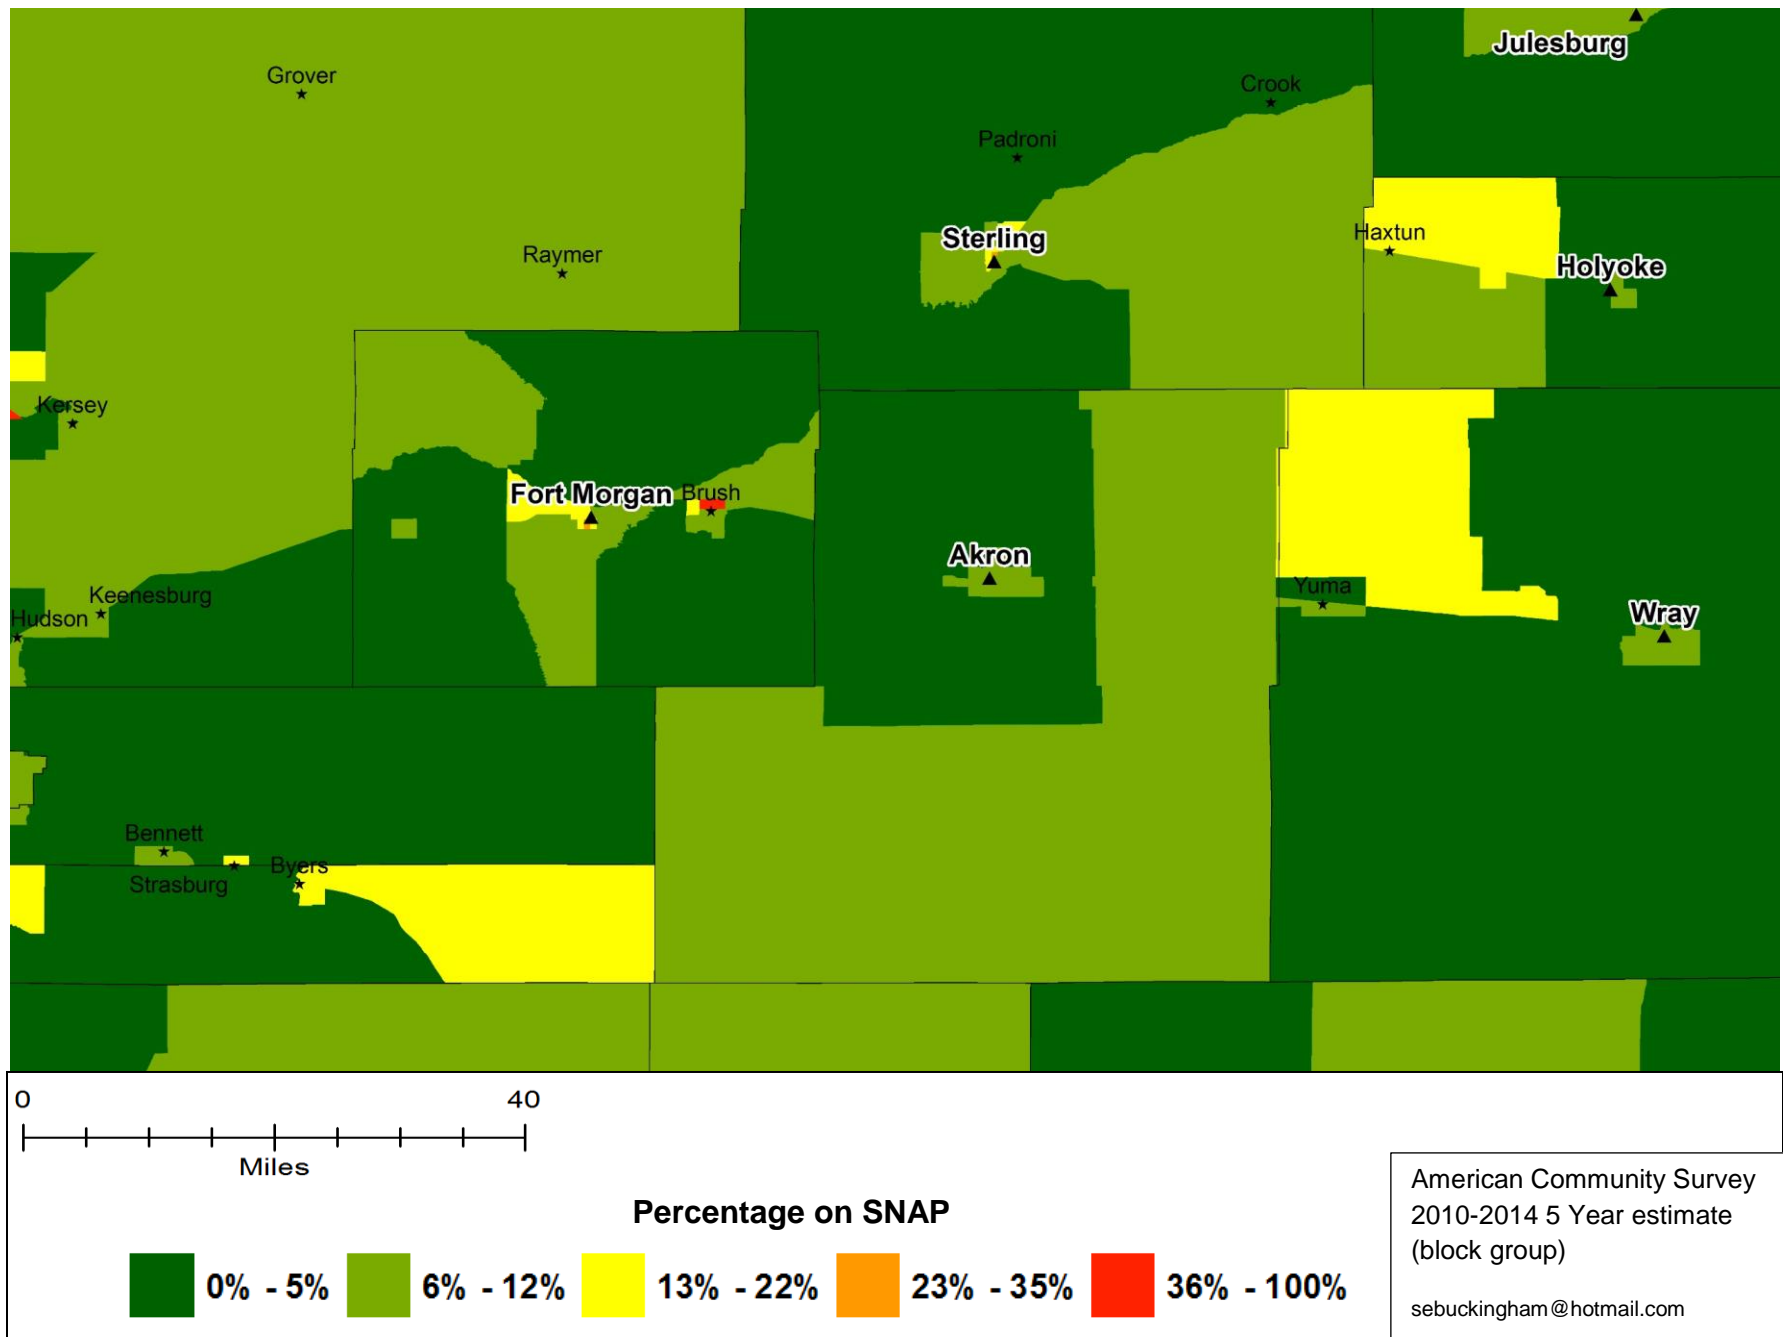 Julesburg
Grover
Crook
Padroni
Sterling
Haxtun
Raymer
Holyoke
Kersey
Fort Morgan
Brush
Akron
Yuma
Keenesburg
Hudson
Wray
Bennett
Byers
Strasburg
0 40
Miles
Percentage on SNAP
0% - 5% 6% - 12% 13% - 22% 23% - 35% 36% - 100%
American Community Survey
2010-2014 5 Year estimate
(block group)
sebuckingham@hotmail.com